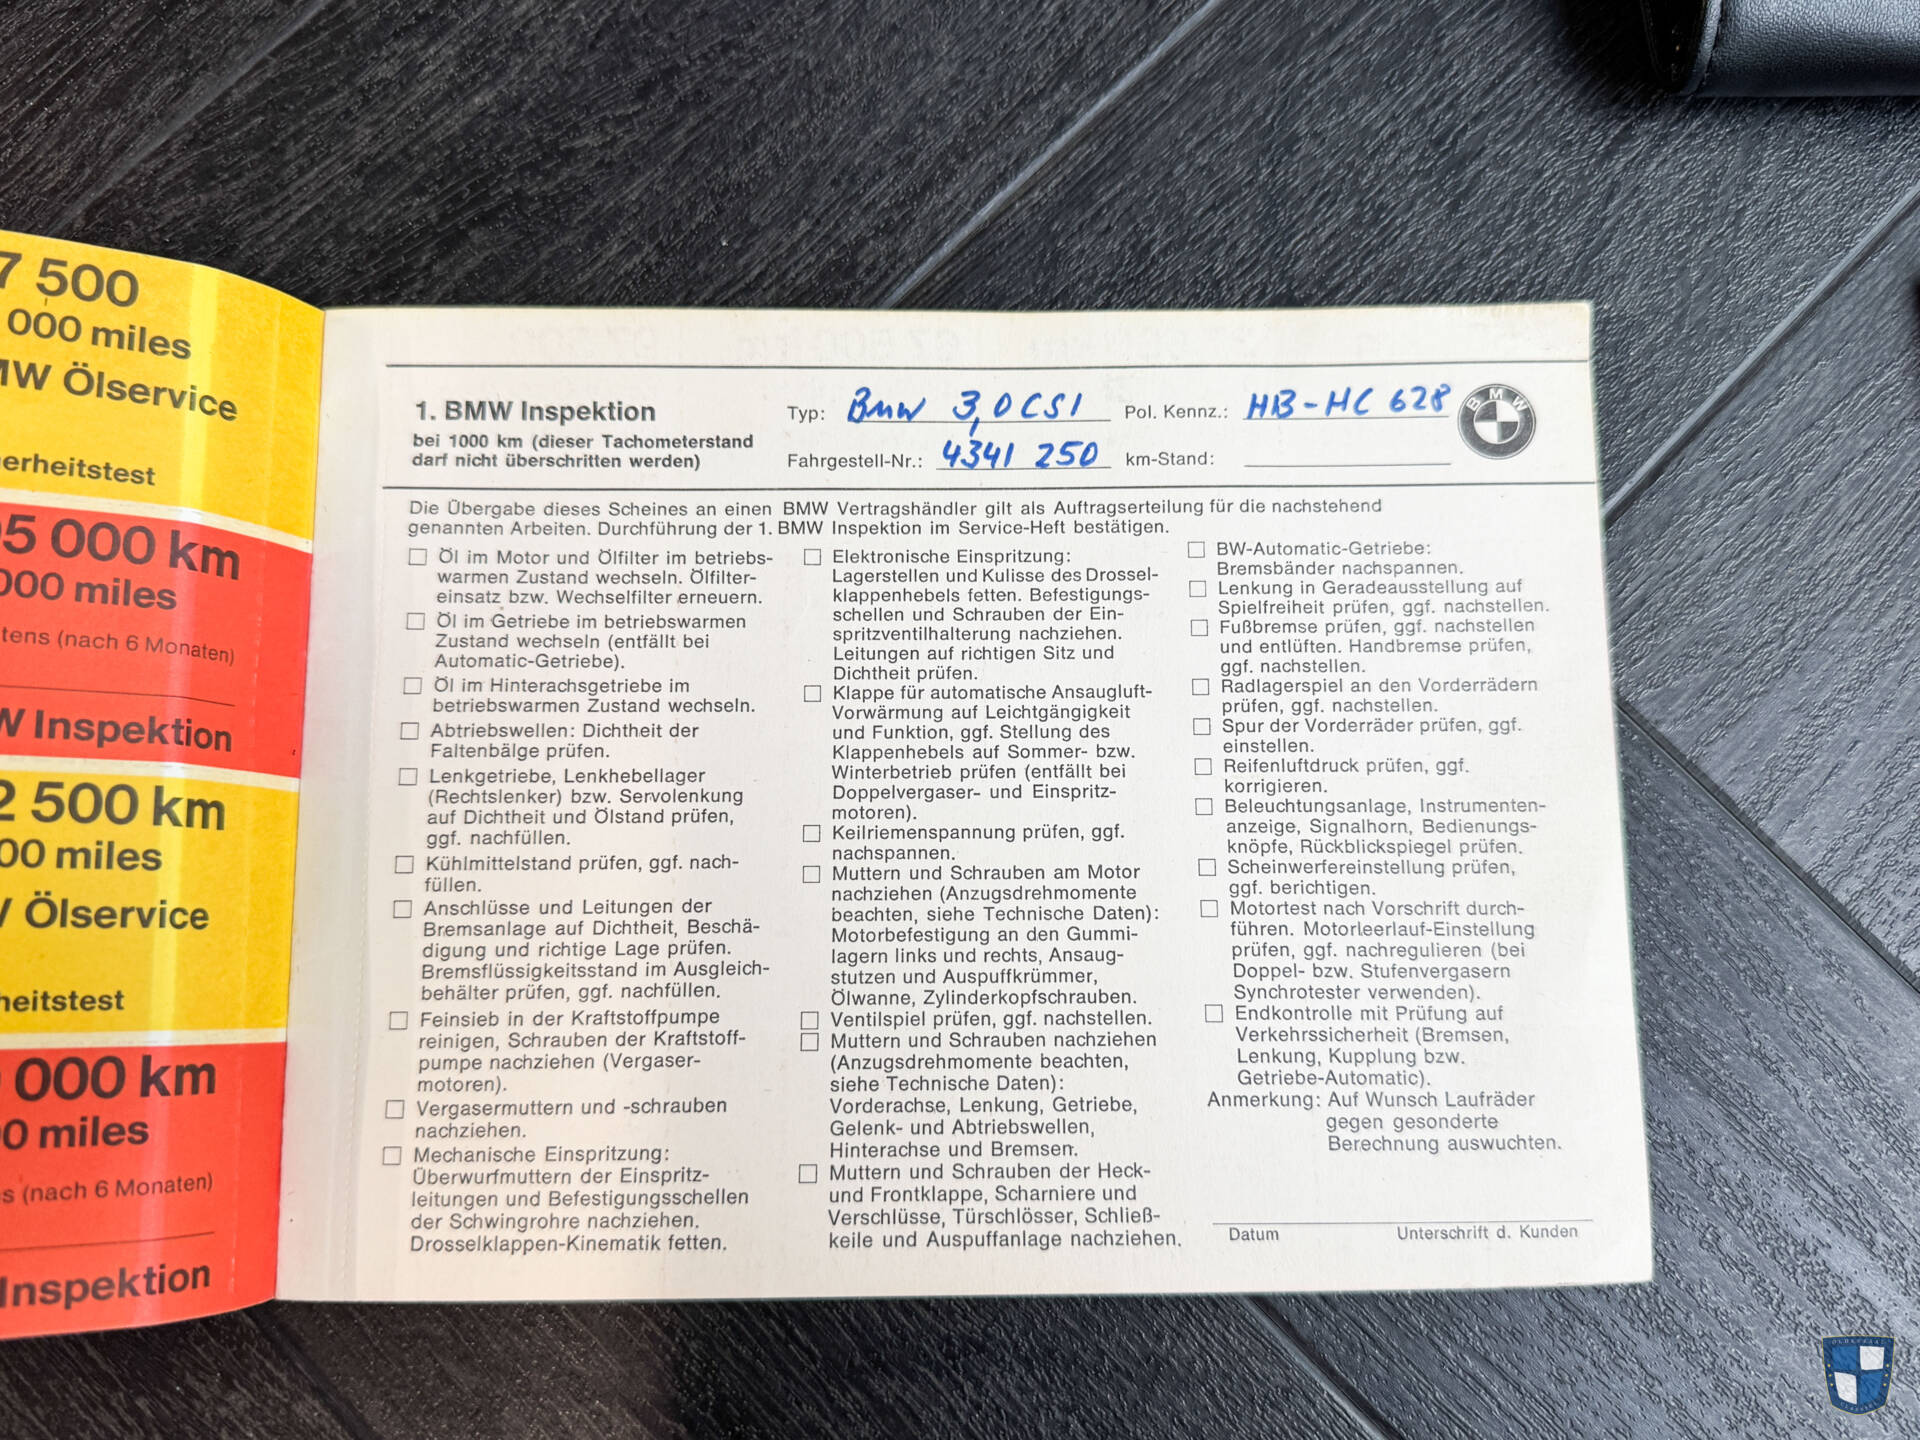 7 500
000 miles
MW Ölservice
erheitstest
5 000 km
000 miles
tens (nach 6 Monaten)
W Inspektion
2 500 km
00 miles
Ölservice
heitstest
000 km
0 miles
s (nach 6 Monaten)
Inspektion
1. BMW Inspektion
bei 1000 km (dieser Tachometerstand
darf nicht überschritten werden)
Typ: BMW 3,0 CSI Pol. Kennz.: HB-HC 628
Fahrgestell-Nr.: 4341 250 km-Stand:
BMW
Die Übergabe dieses Scheines an einen BMW Vertragshändler gilt als Auftragserteilung für die nachstehend
genannten Arbeiten. Durchführung der 1. BMW Inspektion im Service-Heft bestätigen.
Öl im Motor und Ölfilter im betriebs-
warmen Zustand wechseln. Ölfilter-
einsatz bzw. Wechselfilter erneuern.
Öl im Getriebe im betriebswarmen
Zustand wechseln (entfällt bei
Automatic-Getriebe).
Öl im Hinterachsgetriebe im
betriebswarmen Zustand wechseln.
Abtriebswellen: Dichtheit der
Faltenbälge prüfen.
Lenkgetriebe, Lenkhebellager
(Rechtslenker) bzw. Servolenkung
auf Dichtheit und Ölstand prüfen,
ggf. nachfüllen.
Kühlmittelstand prüfen, ggf. nach-
füllen.
Anschlüsse und Leitungen der
Bremsanlage auf Dichtheit, Beschä-
digung und richtige Lage prüfen.
Bremsflüssigkeitsstand im Ausgleich-
behälter prüfen, ggf. nachfüllen.
Feinsieb in der Kraftstoffpumpe
reinigen, Schrauben der Kraftstoff-
pumpe nachziehen (Vergaser-
motoren).
Vergasermuttern und -schrauben
nachziehen.
Mechanische Einspritzung:
Überwurfmuttern der Einspritz-
leitungen und Befestigungsschellen
der Schwingrohre nachziehen.
Drosselklappen-Kinematik fetten.
Elektronische Einspritzung:
Lagerstellen und Kulisse des Drossel-
klappenhebels fetten. Befestigungs-
schellen und Schrauben der Ein-
spritzventilhalterung nachziehen.
Leitungen auf richtigen Sitz und
Dichtheit prüfen.
Klappe für automatische Ansaugluft-
Vorwärmung auf Leichtgängigkeit
und Funktion, ggf. Stellung des
Klappenhebels auf Sommer- bzw.
Winterbetrieb prüfen (entfällt bei
Doppelvergaser- und Einspritz-
motoren).
Keilriemenspannung prüfen, ggf.
nachspannen.
Muttern und Schrauben am Motor
nachziehen (Anzugsdrehmomente
beachten, siehe Technische Daten):
Motorbefestigung an den Gummi-
lagern links und rechts, Ansaug-
stutzen und Auspuffkrümmer,
Ölwanne, Zylinderkopfschrauben.
Ventilspiel prüfen, ggf. nachstellen.
Muttern und Schrauben nachziehen
(Anzugsdrehmomente beachten,
siehe Technische Daten):
Vorderachse, Lenkung, Getriebe,
Gelenk- und Abtriebswellen,
Hinterachse und Bremsen.
Muttern und Schrauben der Heck-
und Frontklappe, Scharniere und
Verschlüsse, Türschlösser, Schließ-
keile und Auspuffanlage nachziehen.
BW-Automatic-Getriebe:
Bremsbänder nachspannen.
Lenkung in Geradeausstellung auf
Spielfreiheit prüfen, ggf. nachstellen.
Fußbremse prüfen, ggf. nachstellen
und entlüften. Handbremse prüfen,
ggf. nachstellen.
Radlagerspiel an den Vorderrädern
prüfen, ggf. nachstellen.
Spur der Vorderräder prüfen, ggf.
einstellen.
Reifenluftdruck prüfen, ggf.
korrigieren.
Beleuchtungsanlage, Instrumenten-
anzeige, Signalhorn, Bedienungs-
knöpfe, Rückblickspiegel prüfen.
Scheinwerfereinstellung prüfen,
ggf. berichtigen.
Motortest nach Vorschrift durch-
führen. Motorleerlauf-Einstellung
prüfen, ggf. nachregulieren (bei
Doppel- bzw. Stufenvergasern
Synchrotester verwenden).
Endkontrolle mit Prüfung auf
Verkehrssicherheit (Bremsen,
Lenkung, Kupplung bzw.
Getriebe-Automatic).
Anmerkung: Auf Wunsch Laufräder
gegen gesonderte
Berechnung auswuchten.
Datum Unterschrift d. Kunden